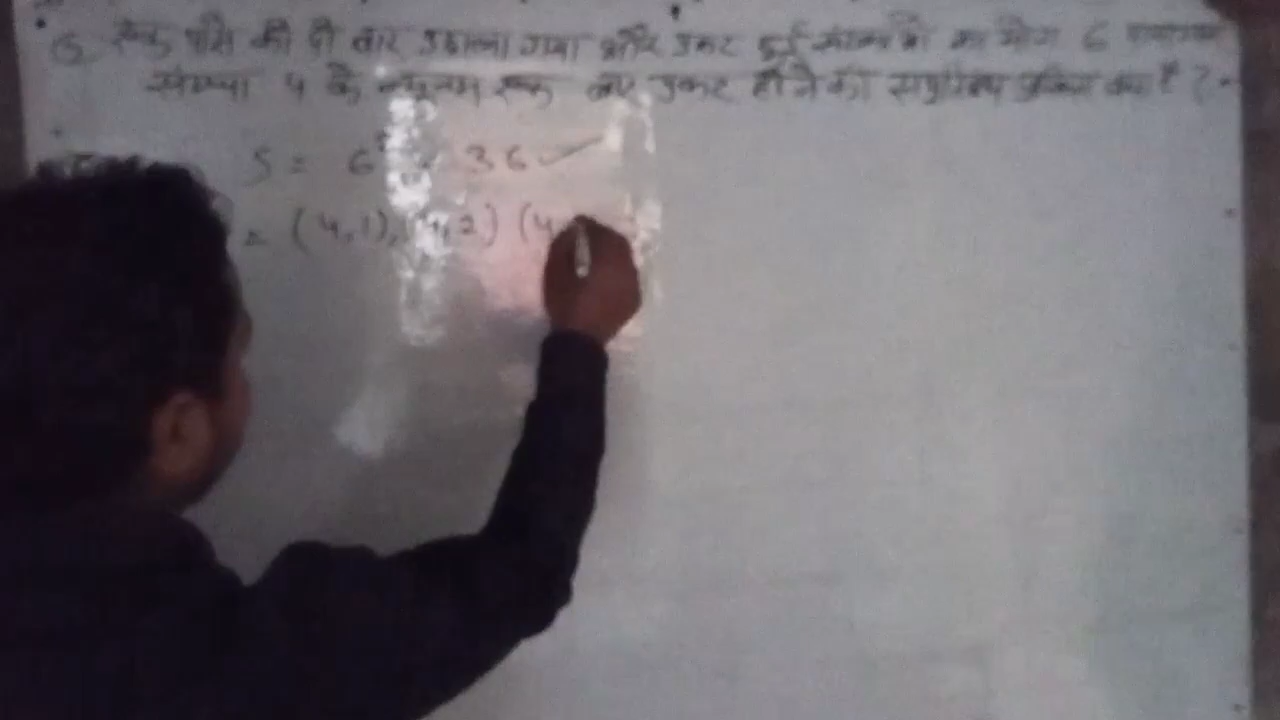 एक पासे को दो बार उछाला गया और प्रकट हुई संख्याओं का योग 6 पाया गया
संख्या 4 के न्यूनतम एक बार प्रकट होने की सप्रतिबंध प्रायिकता क्या है ?
S = 6² = 36 ✓
= (4,1), (4,2) (4,